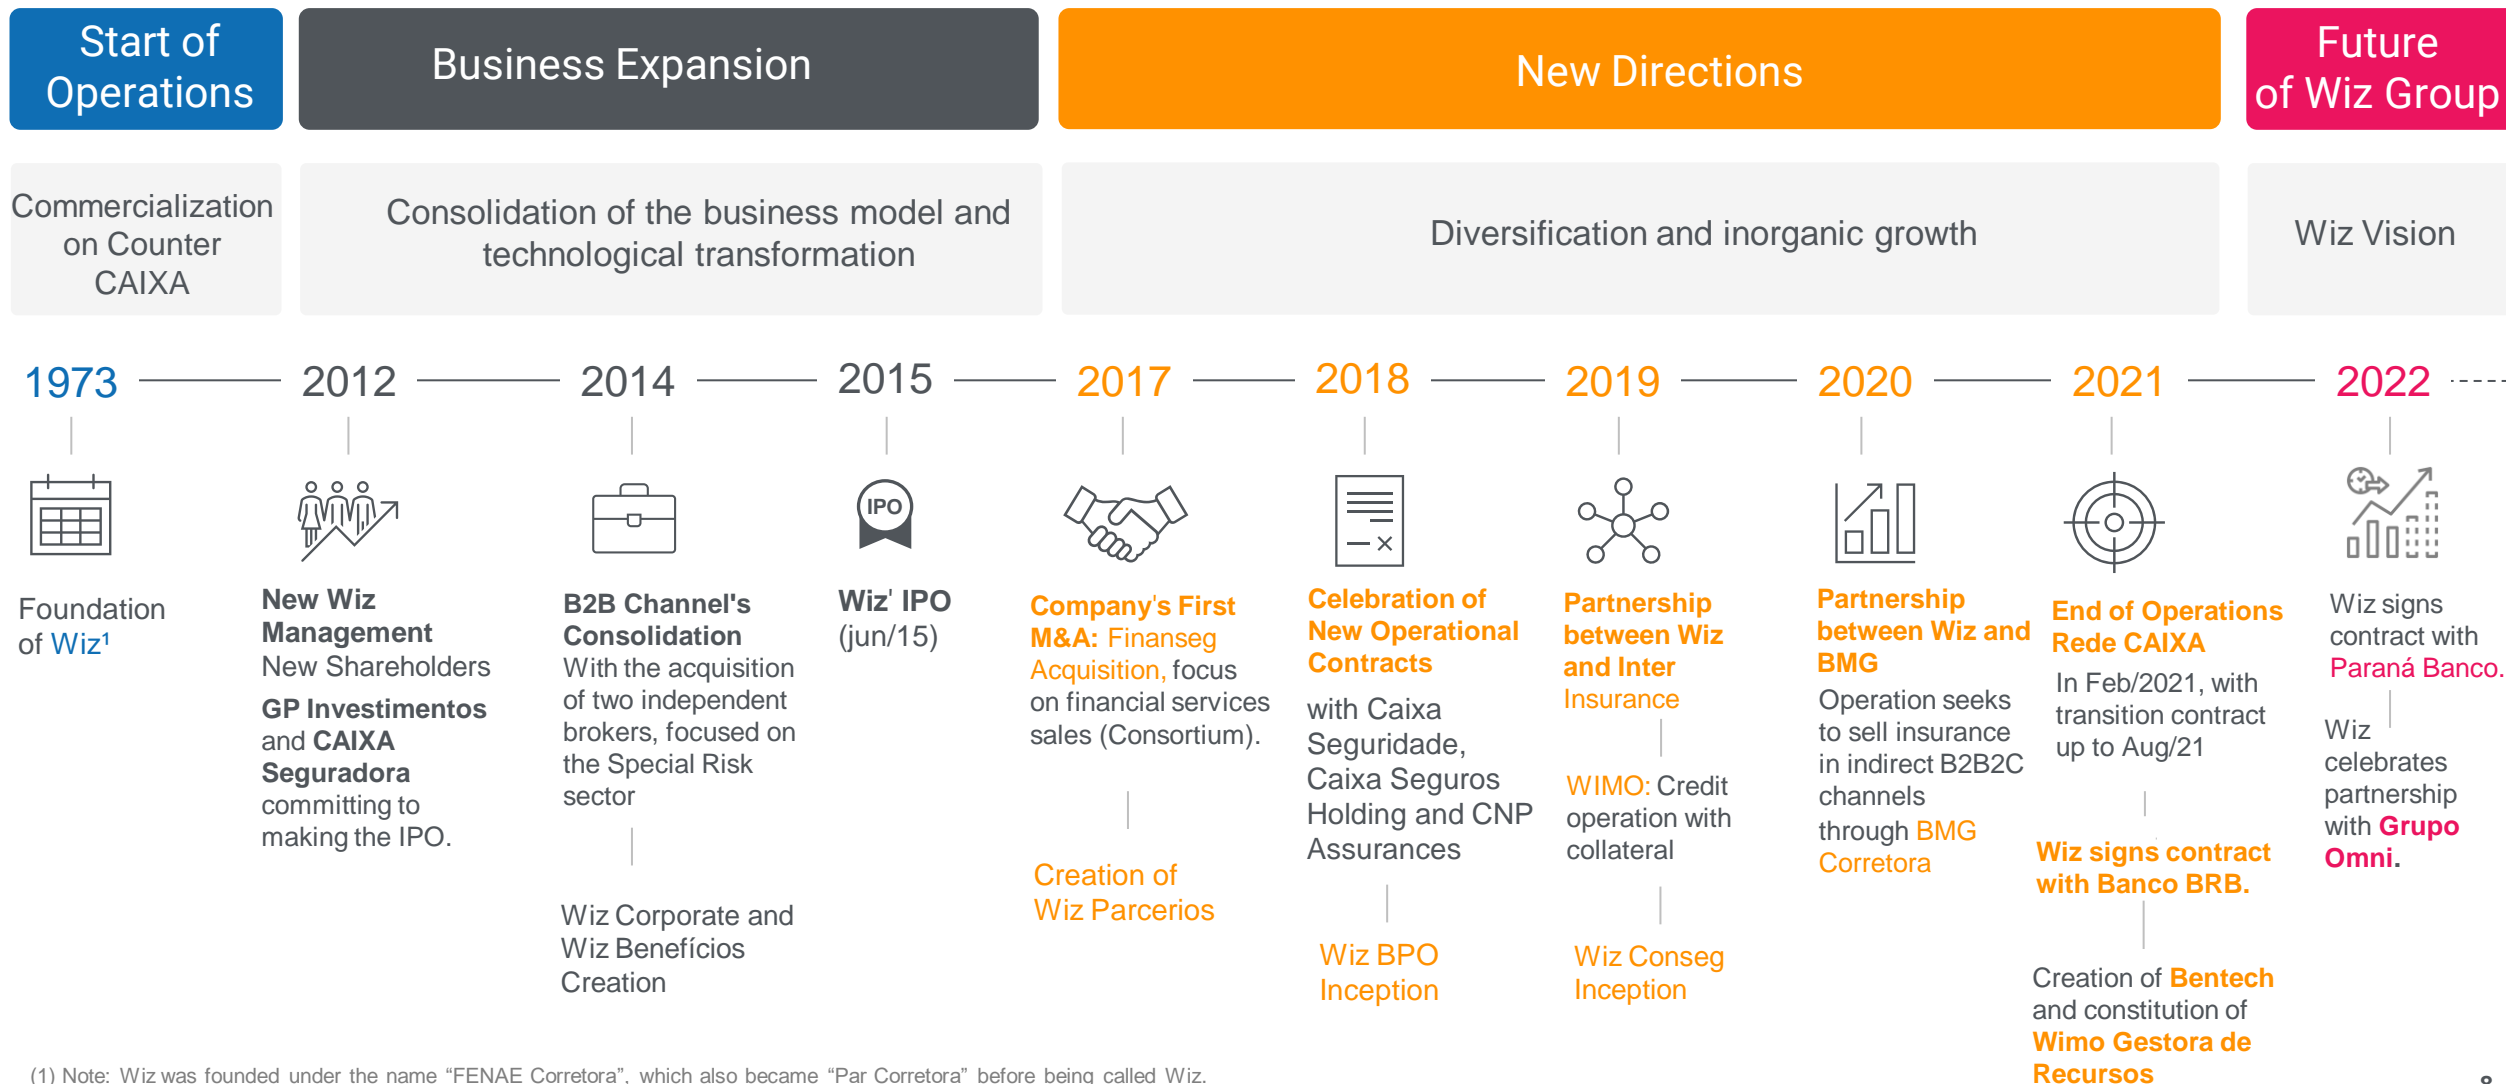 Start of
Operations
Business Expansion
New Directions
Future
of Wiz Group
Commercialization
on Counter
CAIXA
Consolidation of the business model and
technological transformation
Diversification and inorganic growth
Wiz Vision
1973
2012
2014
2015
2017
2018
2019
2020
2021
2022
IPO
Foundation
of Wiz¹
New Wiz
Management
New Shareholders
GP Investimentos
and CAIXA
Seguradora
committing to
making the IPO.
B2B Channel's
Consolidation
With the acquisition
of two independent
brokers, focused on
the Special Risk
sector
Wiz Corporate and
Wiz Benefícios
Creation
Wiz' IPO
(jun/15)
Company's First
M&A: Finanseg
Acquisition, focus
on financial services
sales (Consortium).
Creation of
Wiz Parcerios
Celebration of
New Operational
Contracts
with Caixa
Seguridade,
Caixa Seguros
Holding and CNP
Assurances
Wiz BPO
Inception
Partnership
between Wiz
and Inter
Insurance
WIMO: Credit
operation with
collateral
Wiz Conseg
Inception
Partnership
between Wiz and
BMG
Operation seeks
to sell insurance
in indirect B2B2C
channels
through BMG
Corretora
End of Operations
Rede CAIXA
In Feb/2021, with
transition contract
up to Aug/21
Wiz signs contract
with Banco BRB.
Creation of Bentech
and constitution of
Wimo Gestora de
Recursos
Wiz signs
contract with
Paraná Banco.
Wiz
celebrates
partnership
with Grupo
Omni.
(1) Note: Wiz was founded under the name “FENAE Corretora”, which also became “Par Corretora” before being called Wiz.
8